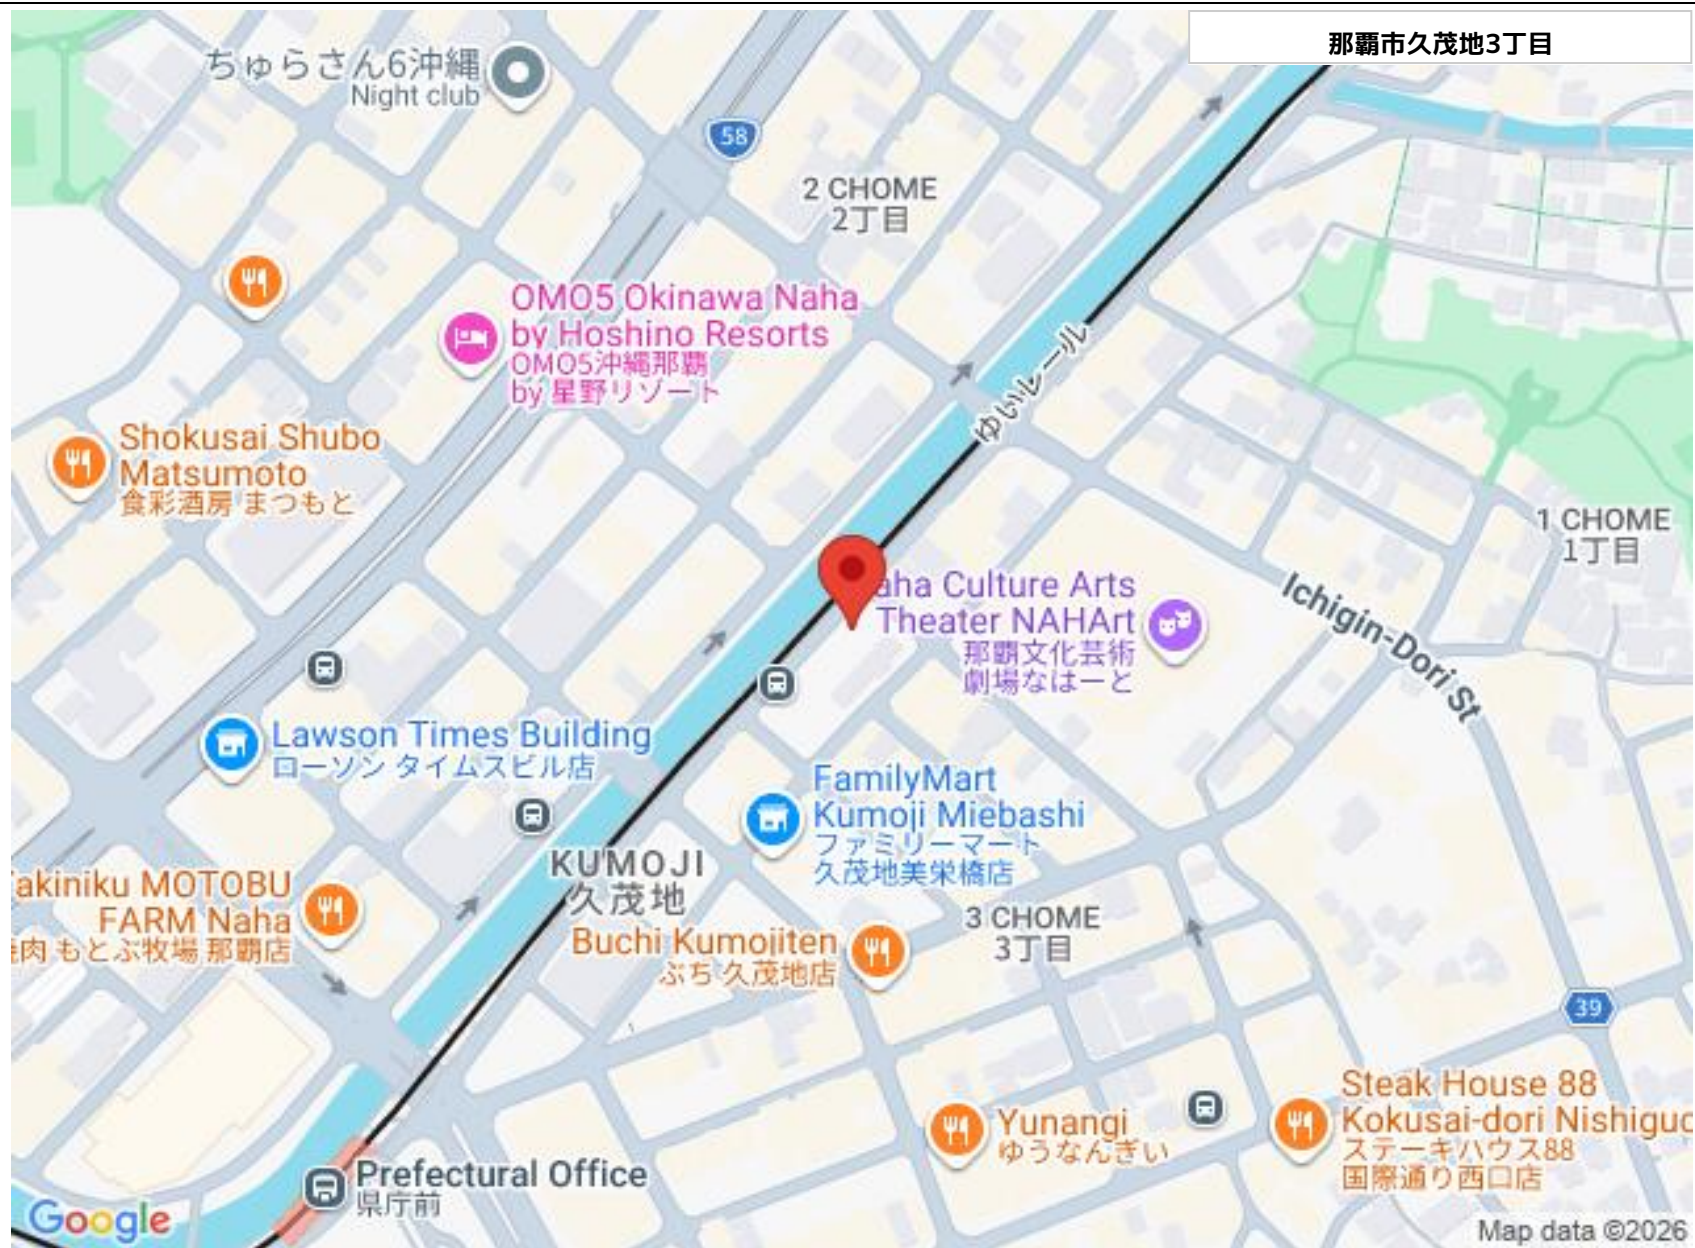 那覇市久茂地3丁目
ちゅらさん6沖縄
Night club
58
2 CHOME
2丁目
OMO5 Okinawa Naha
by Hoshino Resorts
OMO5沖縄那覇
by 星野リゾート
ゆいレール
Shokusai Shubo
Matsumoto
食彩酒房 まつもと
1 CHOME
1丁目
aha Culture Arts
Theater NAHArt
那覇文化芸術
劇場なはーと
Ichigin-Dori St
Lawson Times Building
ローソン タイムスビル店
FamilyMart
Kumoji Miebashi
ファミリーマート
久茂地美栄橋店
KUMOJI
久茂地
akiniku MOTOBU
FARM Naha
肉 もとぶ牧場 那覇店
Buchi Kumojiten
ぶち 久茂地店
3 CHOME
3丁目
39
Steak House 88
Kokusai-dori Nishiguc
ステーキハウス88
国際通り西口店
Yunangi
ゆうなんぎい
Prefectural Office
県庁前
Google
Map data ©2026